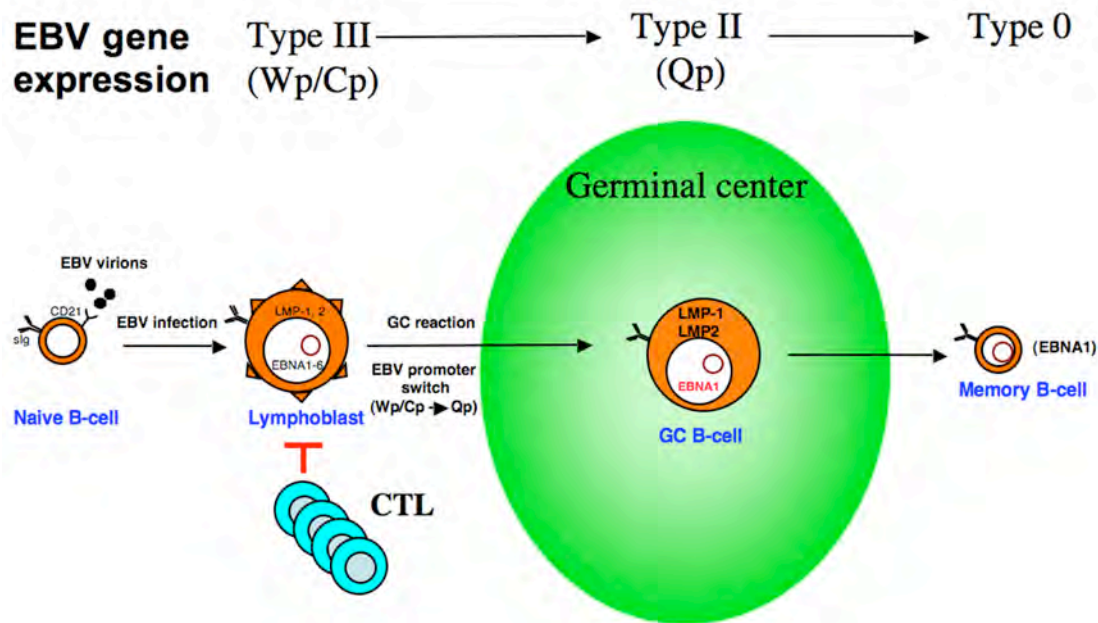 EBV gene
expression
Type III
(Wp/Cp)
Type II
(Qp)
Type 0
Germinal center
EBV virions
CD21
sIg
Naive B-cell
EBV infection
LMP-1, 2
EBNA1-6
Lymphoblast
GC reaction
EBV promoter
switch
(Wp/Cp → Qp)
LMP-1
LMP2
EBNA1
GC B-cell
(EBNA1)
Memory B-cell
CTL